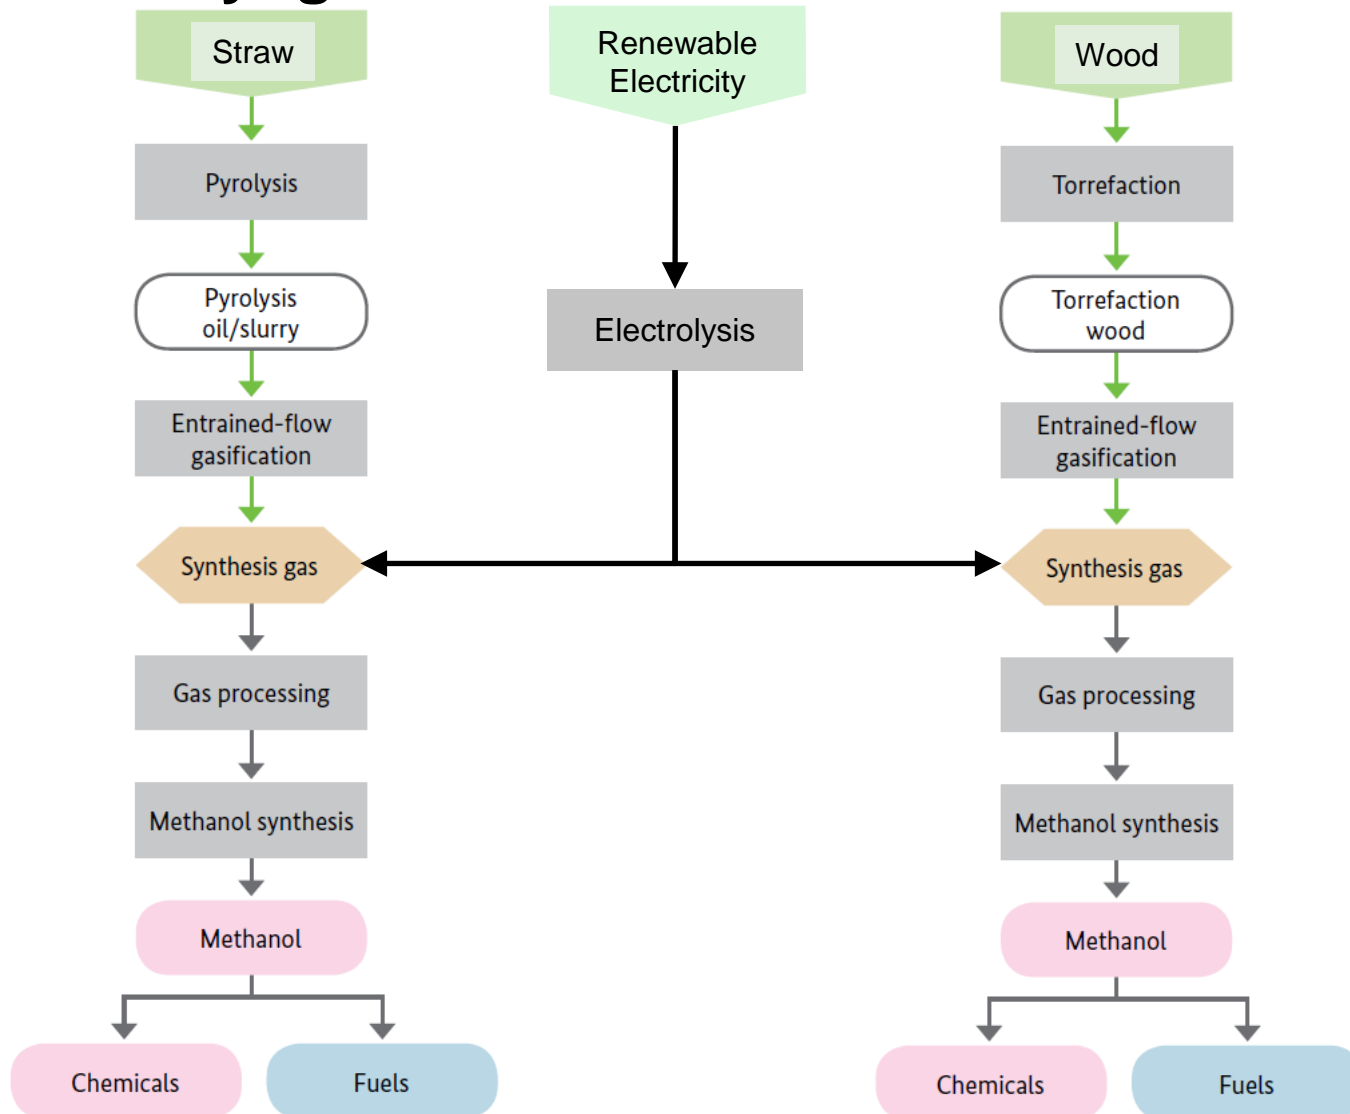 Straw
Renewable
Electricity
Wood
Pyrolysis
Torrefaction
Pyrolysis
oil/slurry
Electrolysis
Torrefaction
wood
Entrained-flow
gasification
Entrained-flow
gasification
Synthesis gas
Synthesis gas
Gas processing
Gas processing
Methanol synthesis
Methanol synthesis
Methanol
Methanol
Chemicals
Fuels
Chemicals
Fuels